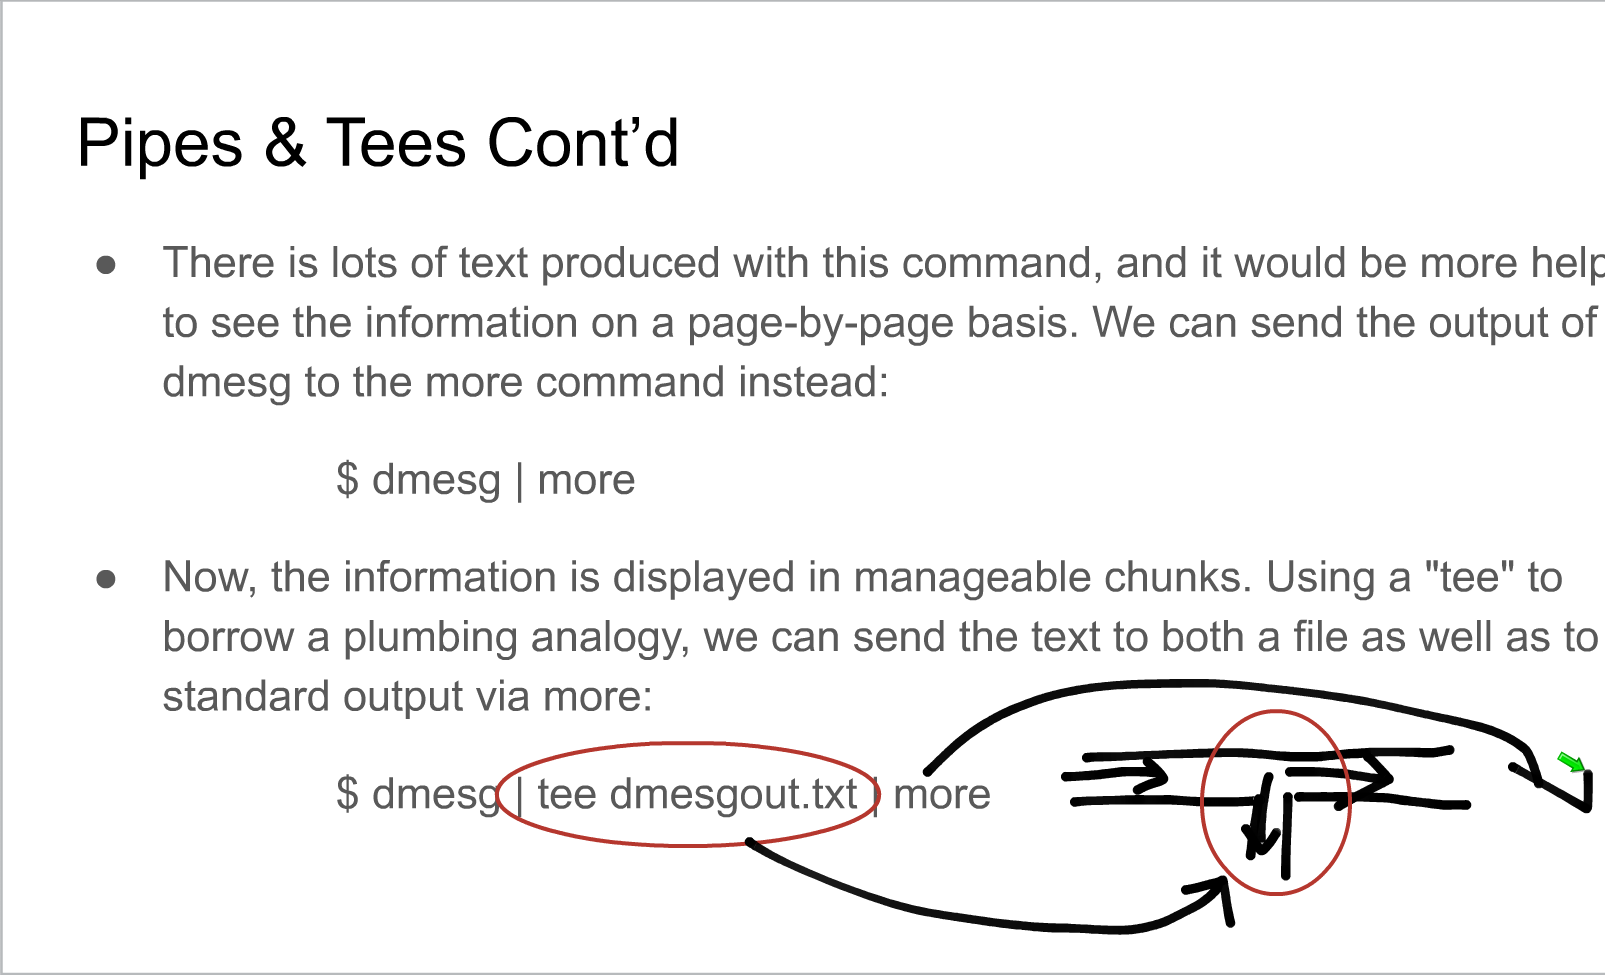 Pipes & Tees Cont’d
● There is lots of text produced with this command, and it would be more help
to see the information on a page-by-page basis. We can send the output of
dmesg to the more command instead:
$ dmesg | more
● Now, the information is displayed in manageable chunks. Using a "tee" to
borrow a plumbing analogy, we can send the text to both a file as well as to
standard output via more:
$ dmesg | tee dmesgout.txt | more